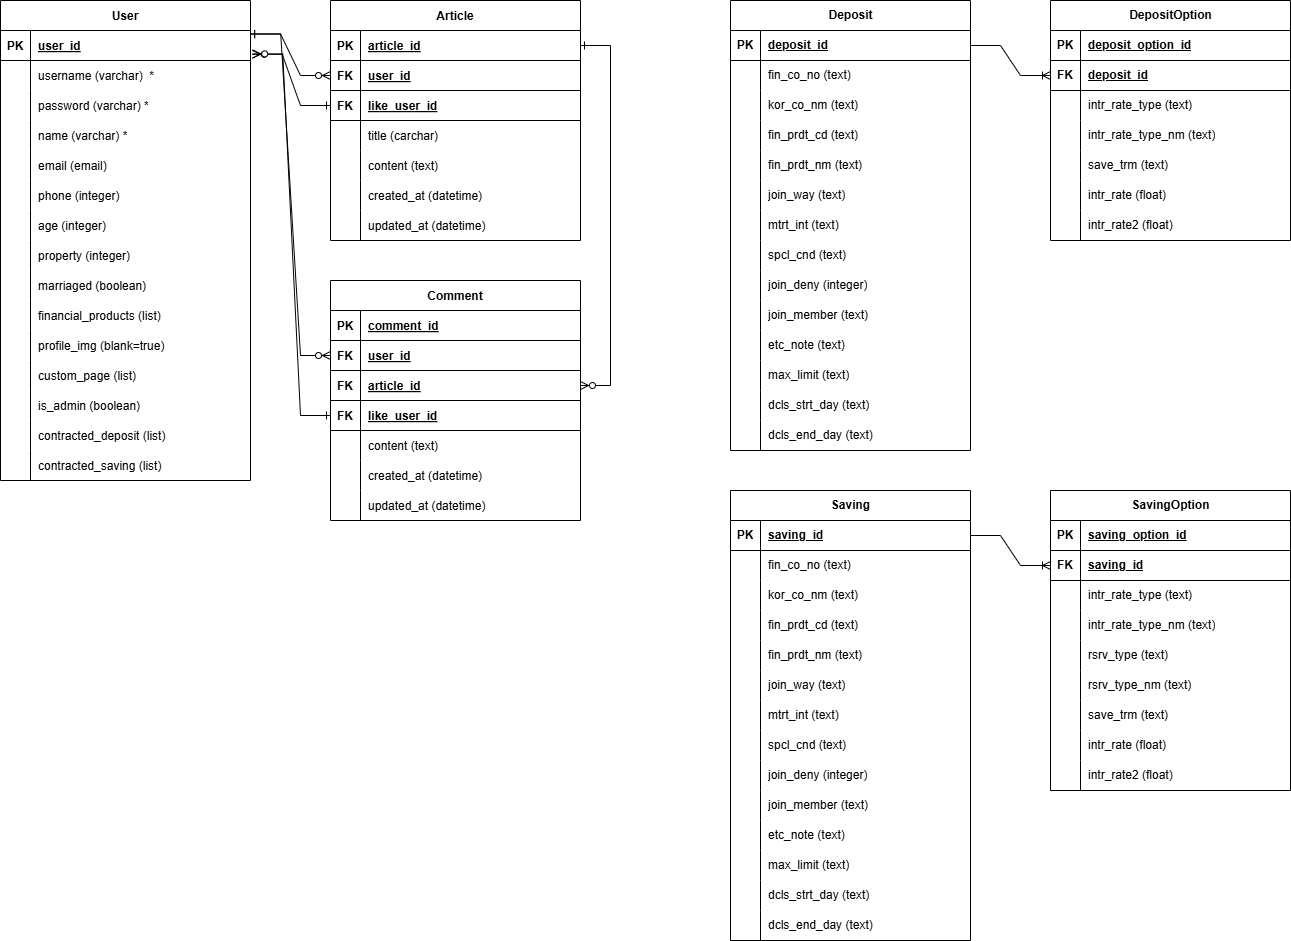 User
PK user_id
username (varchar) *
password (varchar) *
name (varchar) *
email (email)
phone (integer)
age (integer)
property (integer)
marriaged (boolean)
financial_products (list)
profile_img (blank=true)
custom_page (list)
is_admin (boolean)
contracted_deposit (list)
contracted_saving (list)
Article
PK article_id
FK user_id
FK like_user_id
title (carchar)
content (text)
created_at (datetime)
updated_at (datetime)
Comment
PK comment_id
FK user_id
FK article_id
FK like_user_id
content (text)
created_at (datetime)
updated_at (datetime)
Deposit
PK deposit_id
fin_co_no (text)
kor_co_nm (text)
fin_prdt_cd (text)
fin_prdt_nm (text)
join_way (text)
mtrt_int (text)
spcl_cnd (text)
join_deny (integer)
join_member (text)
etc_note (text)
max_limit (text)
dcls_strt_day (text)
dcls_end_day (text)
DepositOption
PK deposit_option_id
FK deposit_id
intr_rate_type (text)
intr_rate_type_nm (text)
save_trm (text)
intr_rate (float)
intr_rate2 (float)
Saving
PK saving_id
fin_co_no (text)
kor_co_nm (text)
fin_prdt_cd (text)
fin_prdt_nm (text)
join_way (text)
mtrt_int (text)
spcl_cnd (text)
join_deny (integer)
join_member (text)
etc_note (text)
max_limit (text)
dcls_strt_day (text)
dcls_end_day (text)
SavingOption
PK saving_option_id
FK saving_id
intr_rate_type (text)
intr_rate_type_nm (text)
rsrv_type (text)
rsrv_type_nm (text)
save_trm (text)
intr_rate (float)
intr_rate2 (float)